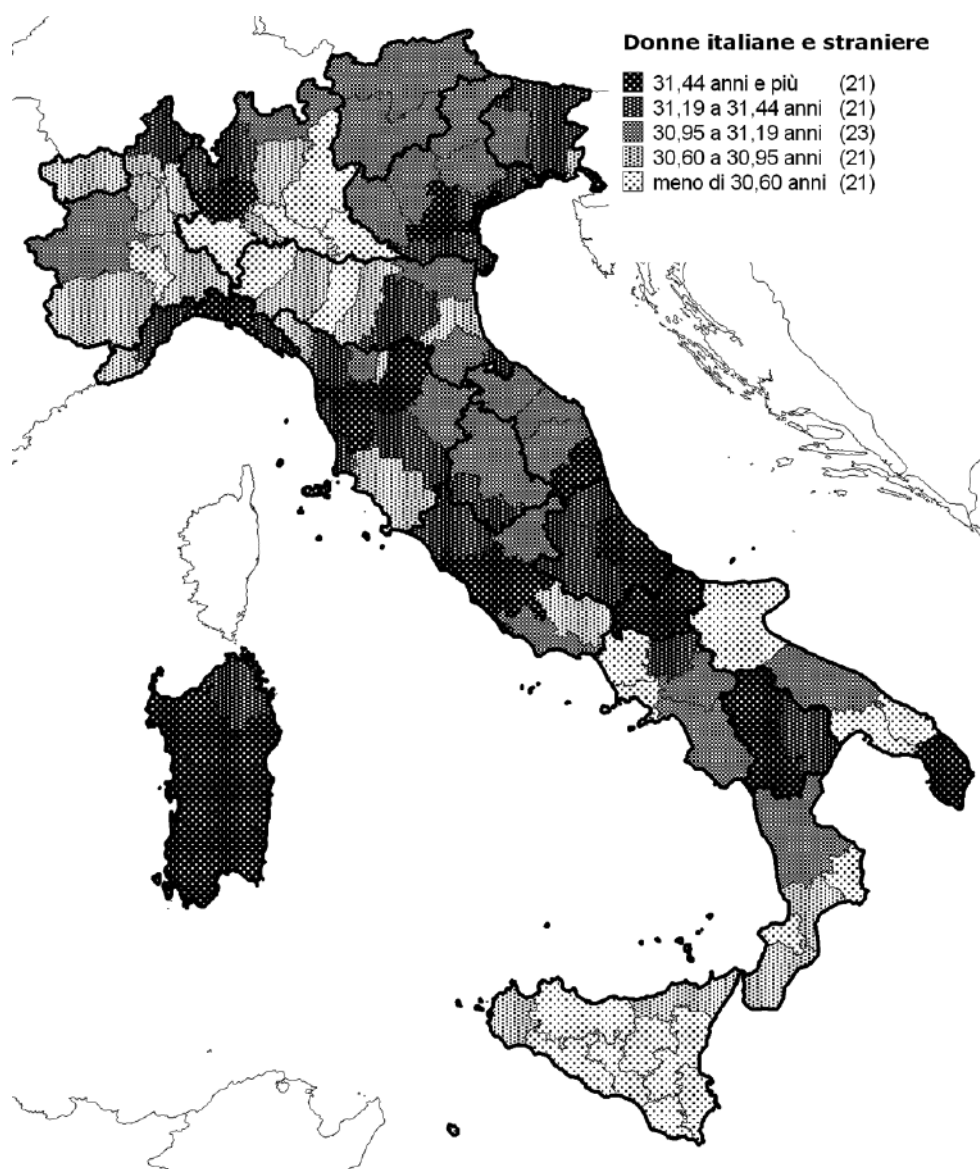 Donne italiane e straniere
31,44 anni e più (21)
31,19 a 31,44 anni (21)
30,95 a 31,19 anni (23)
30,60 a 30,95 anni (21)
meno di 30,60 anni (21)